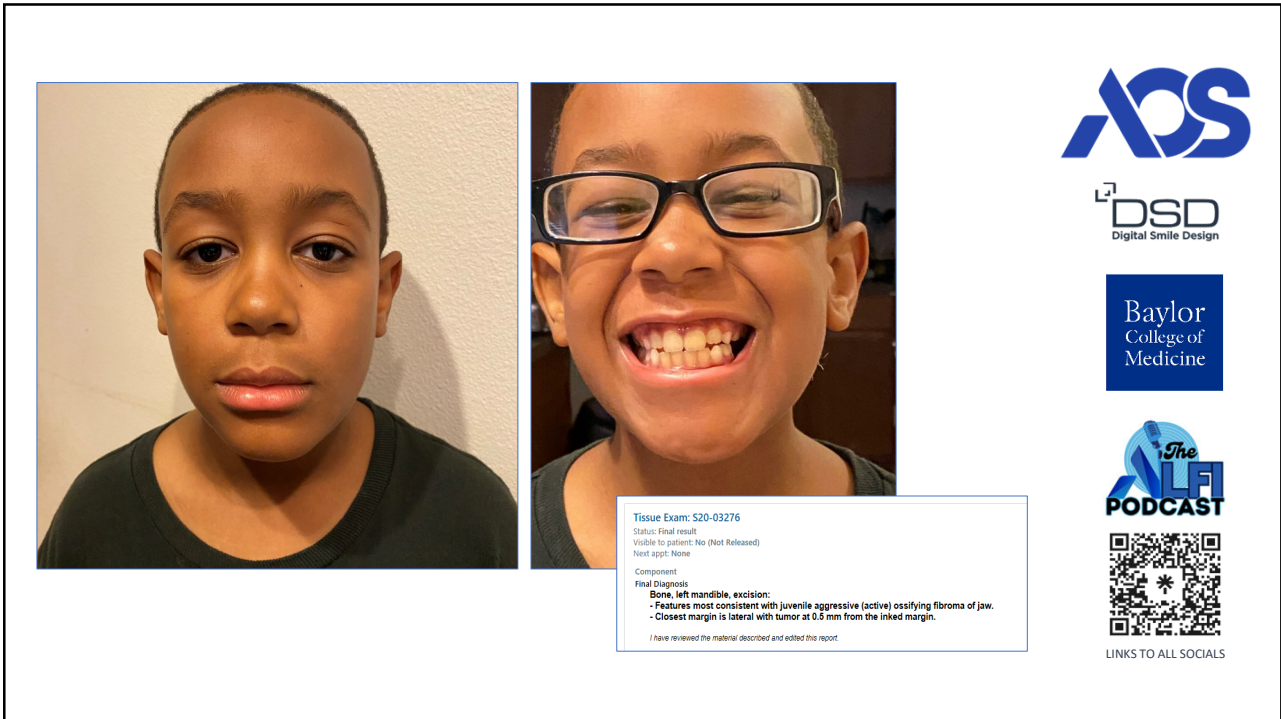 AOS
DSD
Digital Smile Design
Baylor
College of
Medicine
The
ALFI
PODCAST
LINKS TO ALL SOCIALS
Tissue Exam: S20-03276
Status: Final result
Visible to patient: No (Not Released)
Next appt: None
Component
Final Diagnosis
Bone, left mandible, excision:
- Features most consistent with juvenile aggressive (active) ossifying fibroma of jaw.
- Closest margin is lateral with tumor at 0.5 mm from the inked margin.
I have reviewed the material described and edited this report.